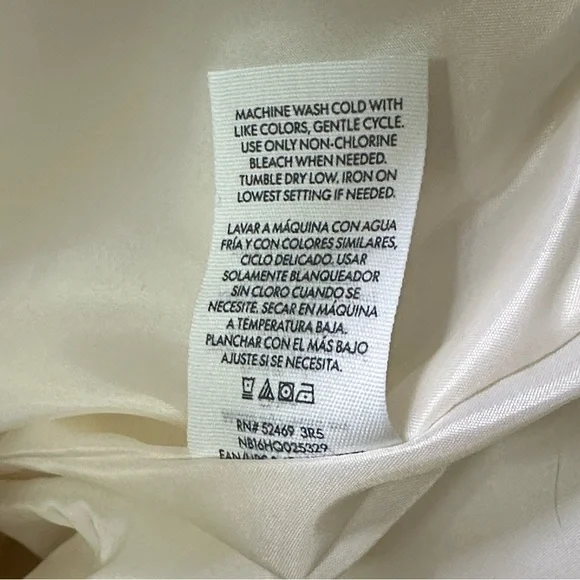 MACHINE WASH COLD WITH
LIKE COLORS, GENTLE CYCLE.
USE ONLY NON-CHLORINE
BLEACH WHEN NEEDED.
TUMBLE DRY LOW. IRON ON
LOWEST SETTING IF NEEDED.
LAVAR A MÁQUINA CON AGUA
FRÍA Y CON COLORES SIMILARES,
CICLO DELICADO. USAR
SOLAMENTE BLANQUEADOR
SIN CLORO CUANDO SE
NECESITE. SECAR EN MÁQUINA
A TEMPERATURA BAJA.
PLANCHAR CON EL MÁS BAJO
AJUSTE SI SE NECESITA.
RN# 52469 3R5
NB16HQ025329